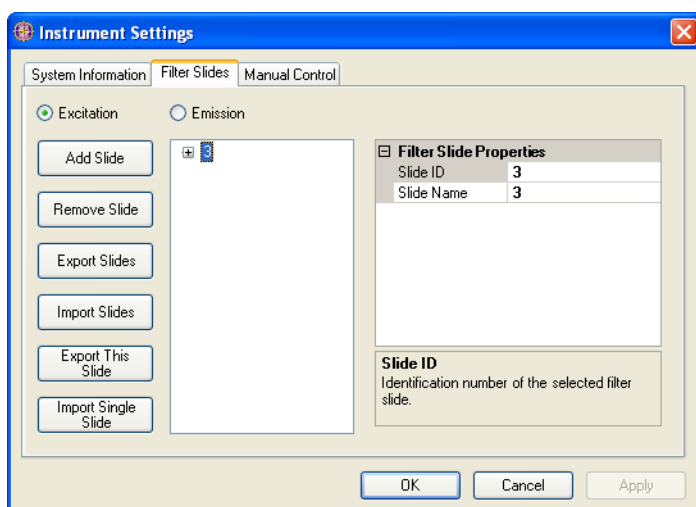 Instrument Settings
System Information Filter Slides Manual Control
Excitation Emission
Add Slide
Remove Slide
Export Slides
Import Slides
Export This
Slide
Import Single
Slide
3
Filter Slide Properties
Slide ID 3
Slide Name 3
Slide ID
Identification number of the selected filter
slide.
OK Cancel Apply